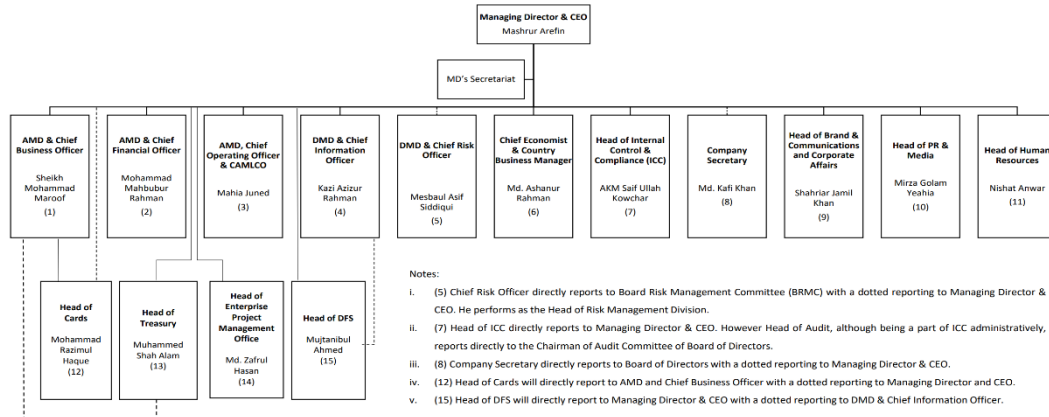 Managing Director & CEO
Mashrur Arefin
MD's Secretariat
AMD & Chief
Business Officer
Sheikh
Mohammad
Maroof
(1)
AMD & Chief
Financial Officer
Mohammad
Mahbubur
Rahman
(2)
AMD, Chief
Operating Officer
& CAMLCO
Mahia Juned
(3)
DMD & Chief
Information Officer
Kazi Azizur
Rahman
(4)
DMD & Chief Risk
Officer
Mesbaul Asif
Siddiqui
(5)
Chief Economist
& Country
Business Manager
Md. Ashanur
Rahman
(6)
Head of Internal
Control &
Compliance (ICC)
AKM Saif Ullah
Kowchar
(7)
Company
Secretary
Md. Kafi Khan
(8)
Head of Brand &
Communications
and Corporate
Affairs
Shahriar Jamil
Khan
(9)
Head of PR &
Media
Mirza Golam
Yeahia
(10)
Head of Human
Resources
Nishat Anwar
(11)
Head of
Cards
Mohammad
Razimul
Haque
(12)
Head of
Treasury
Muhammed
Shah Alam
(13)
Head of
Enterprise
Project
Management
Office
Md. Zafrul
Hasan
(14)
Head of DFS
Mujtanibul
Ahmed
(15)
Notes:
i. (5) Chief Risk Officer directly reports to Board Risk Management Committee (BRMC) with a dotted reporting to Managing Director &
CEO. He performs as the Head of Risk Management Division.
ii. (7) Head of ICC directly reports to Managing Director & CEO. However Head of Audit, although being a part of ICC administratively,
reports directly to the Chairman of Audit Committee of Board of Directors.
iii. (8) Company Secretary directly reports to Board of Directors with a dotted reporting to Managing Director & CEO.
iv. (12) Head of Cards will directly report to AMD and Chief Business Officer with a dotted reporting to Managing Director and CEO.
v. (15) Head of DFS will directly report to Managing Director & CEO with a dotted reporting to DMD & Chief Information Officer.